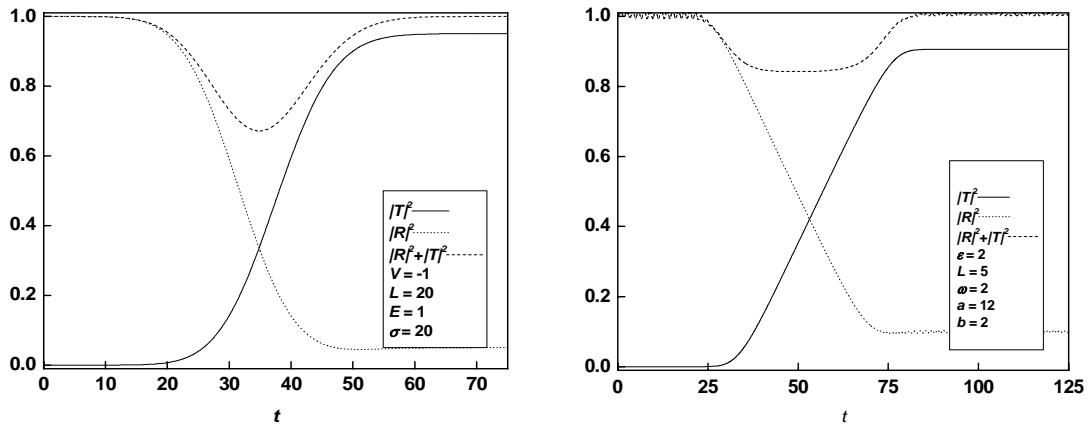 1.0
0.8
0.6
0.4
0.2
0.0
|T|²
|R|²
|R|²+|T|²
V = -1
L = 20
E = 1
σ = 20
0 10 20 30 40 50 60 70
t
1.0
0.8
0.6
0.4
0.2
0.0
|T|²
|R|²
|R|²+|T|²
ε = 2
L = 5
ω = 2
a = 12
b = 2
0 25 50 75 100 125
t